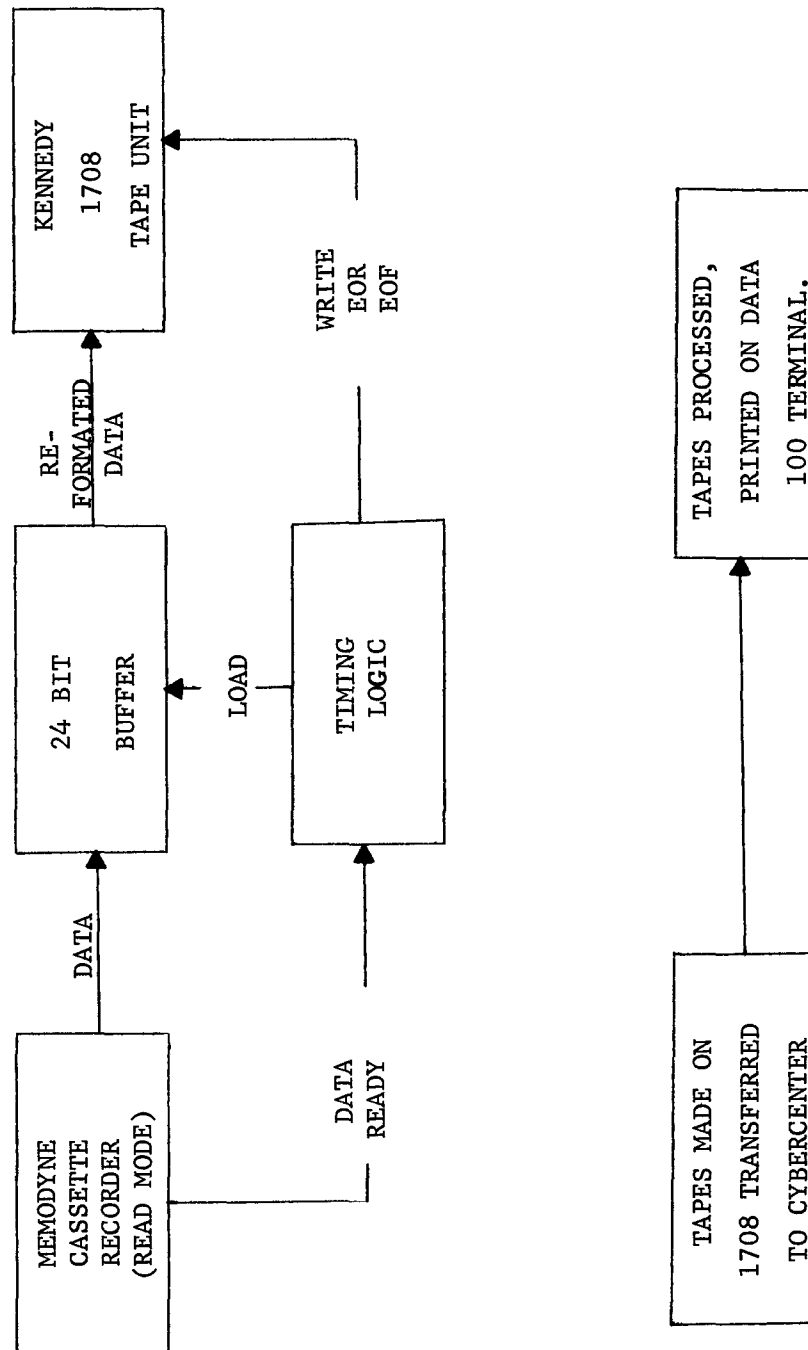 MEMODYNE
CASSETTE
RECORDER
(READ MODE)
DATA
24 BIT
BUFFER
RE-
FORMATED
DATA
KENNEDY
1708
TAPE UNIT
DATA
READY
LOAD
TIMING
LOGIC
WRITE
EOR
EOF
TAPES MADE ON
1708 TRANSFERRED
TO CYBERCENTER
TAPES PROCESSED,
PRINTED ON DATA
100 TERMINAL.